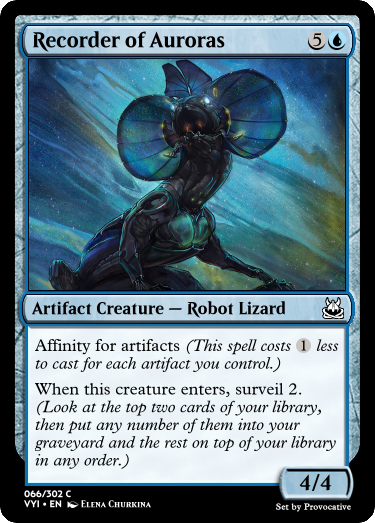 Recorder of Auroras 5
Artifact Creature — Robot Lizard
Affinity for artifacts (This spell costs 1 less
to cast for each artifact you control.)
When this creature enters, surveil 2.
(Look at the top two cards of your library,
then put any number of them into your
graveyard and the rest on top of your library
in any order.)
4/4
066/302 C
VYI • EN Elena Churkina
Set by Provocative